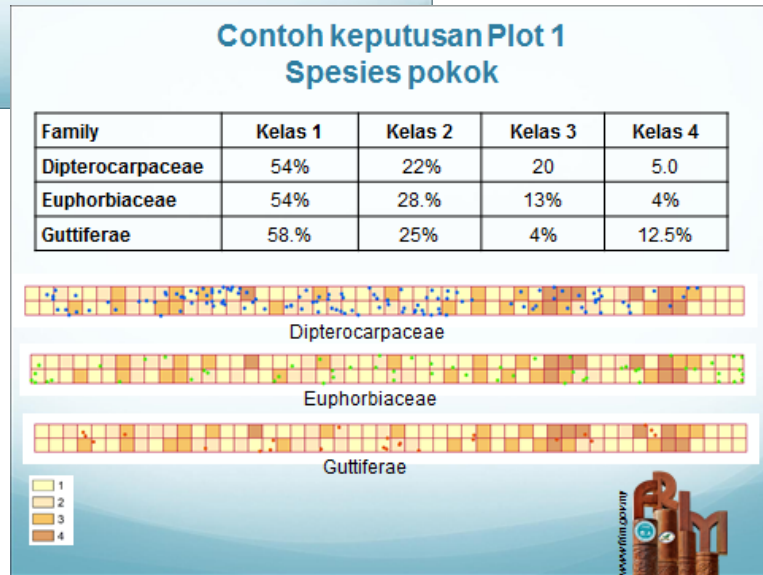 Contoh keputusan Plot 1
Spesies pokok
Family Kelas 1 Kelas 2 Kelas 3 Kelas 4
Dipterocarpaceae 54% 22% 20 5.0
Euphorbiaceae 54% 28.% 13% 4%
Guttiferae 58.% 25% 4% 12.5%
Dipterocarpaceae
Euphorbiaceae
Guttiferae
1
2
3
4
www.frim.gov.my
FRIM